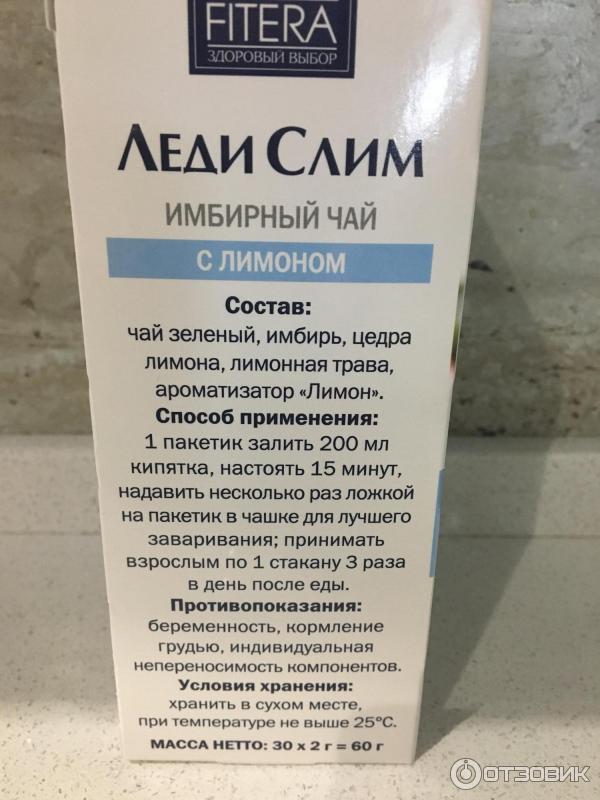 FITERA
ЗДОРОВЫЙ ВЫБОР
ЛЕДИ СЛИМ
ИМБИРНЫЙ ЧАЙ
С ЛИМОНОМ
Состав:
чай зеленый, имбирь, цедра
лимона, лимонная трава,
ароматизатор «Лимон».
Способ применения:
1 пакетик залить 200 мл
кипятка, настоять 15 минут,
надавить несколько раз ложкой
на пакетик в чашке для лучшего
заваривания; принимать
взрослым по 1 стакану 3 раза
в день после еды.
Противопоказания:
беременность, кормление
грудью, индивидуальная
непереносимость компонентов.
Условия хранения:
хранить в сухом месте,
при температуре не выше 25°С.
МАССА НЕТТО: 30 х 2 г = 60 г
ОТЗОВИК